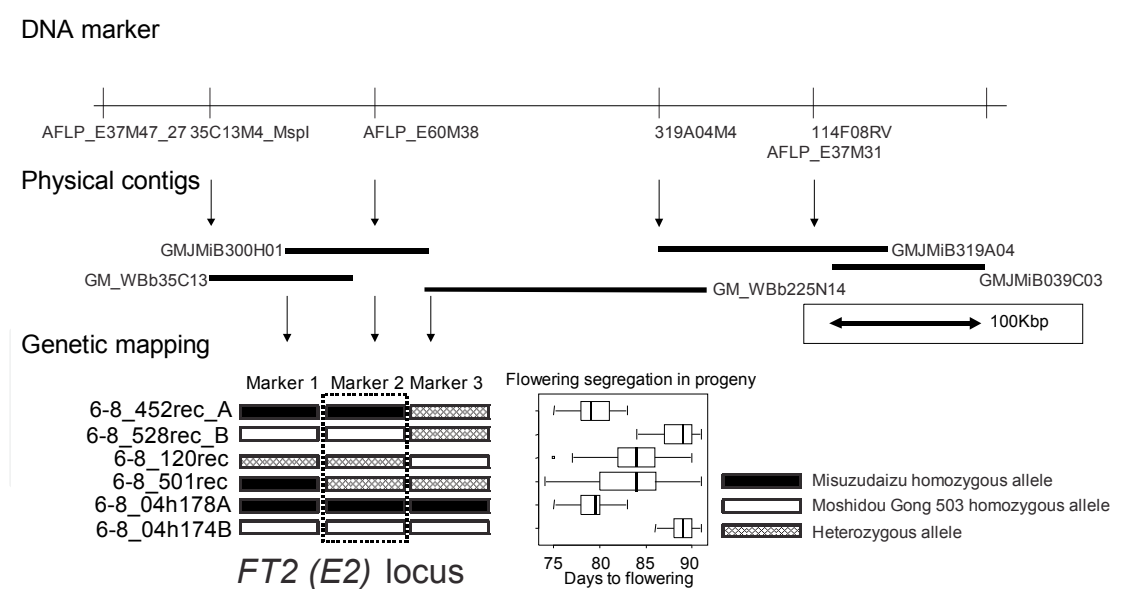 DNA marker
AFLP_E37M47_27 35C13M4_MspI AFLP_E60M38 319A04M4 114F08RV
AFLP_E37M31
Physical contigs
GMJMiB300H01 GMJMiB319A04
GM_WBb35C13 GMJMiB039C03
GM_WBb225N14
100Kbp
Genetic mapping
Marker 1 Marker 2 Marker 3 Flowering segregation in progeny
6-8_452rec_A
6-8_528rec_B
6-8_120rec
6-8_501rec Misuzudaizu homozygous allele
6-8_04h178A Moshidou Gong 503 homozygous allele
6-8_04h174B Heterozygous allele
75 80 85 90
FT2 (E2) locus Days to flowering